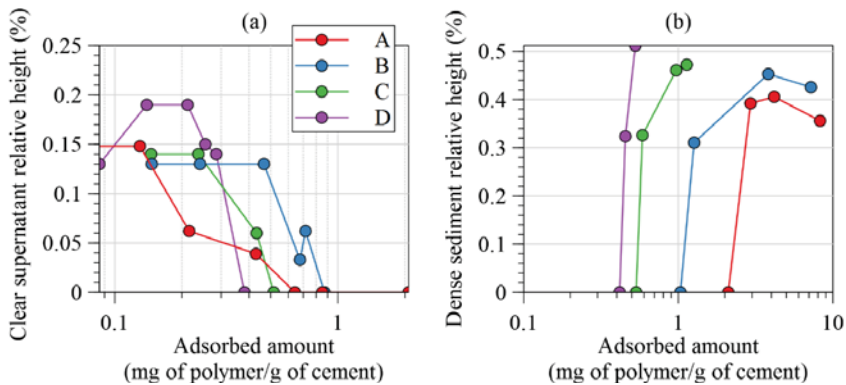 (a)
Clear supernatant relative height (%)
0.25
0.2
0.15
0.1
0.05
0
0.1
1
Adsorbed amount
(mg of polymer/g of cement)
A
B
C
D
(b)
Dense sediment relative height (%)
0.5
0.4
0.3
0.2
0.1
0
0.1
1
10
Adsorbed amount
(mg of polymer/g of cement)